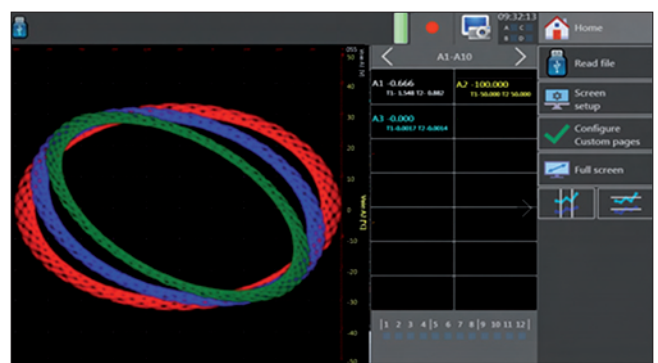 09:32:13
A C
B D
Home
A1-A10
Read file
Screen
setup
Configure
Custom pages
Full screen
A1 -0.666
T1- 1.548 T2- 0.882
A2 -100.000
T1-50.000 T2 50.000
A3 -0.000
T1-0.0017 T2-0.0014
50
40
30
20
10
0
-10
-20
-30
-40
-50
1 2 3 4 5 6 7 8 9 10 11 12